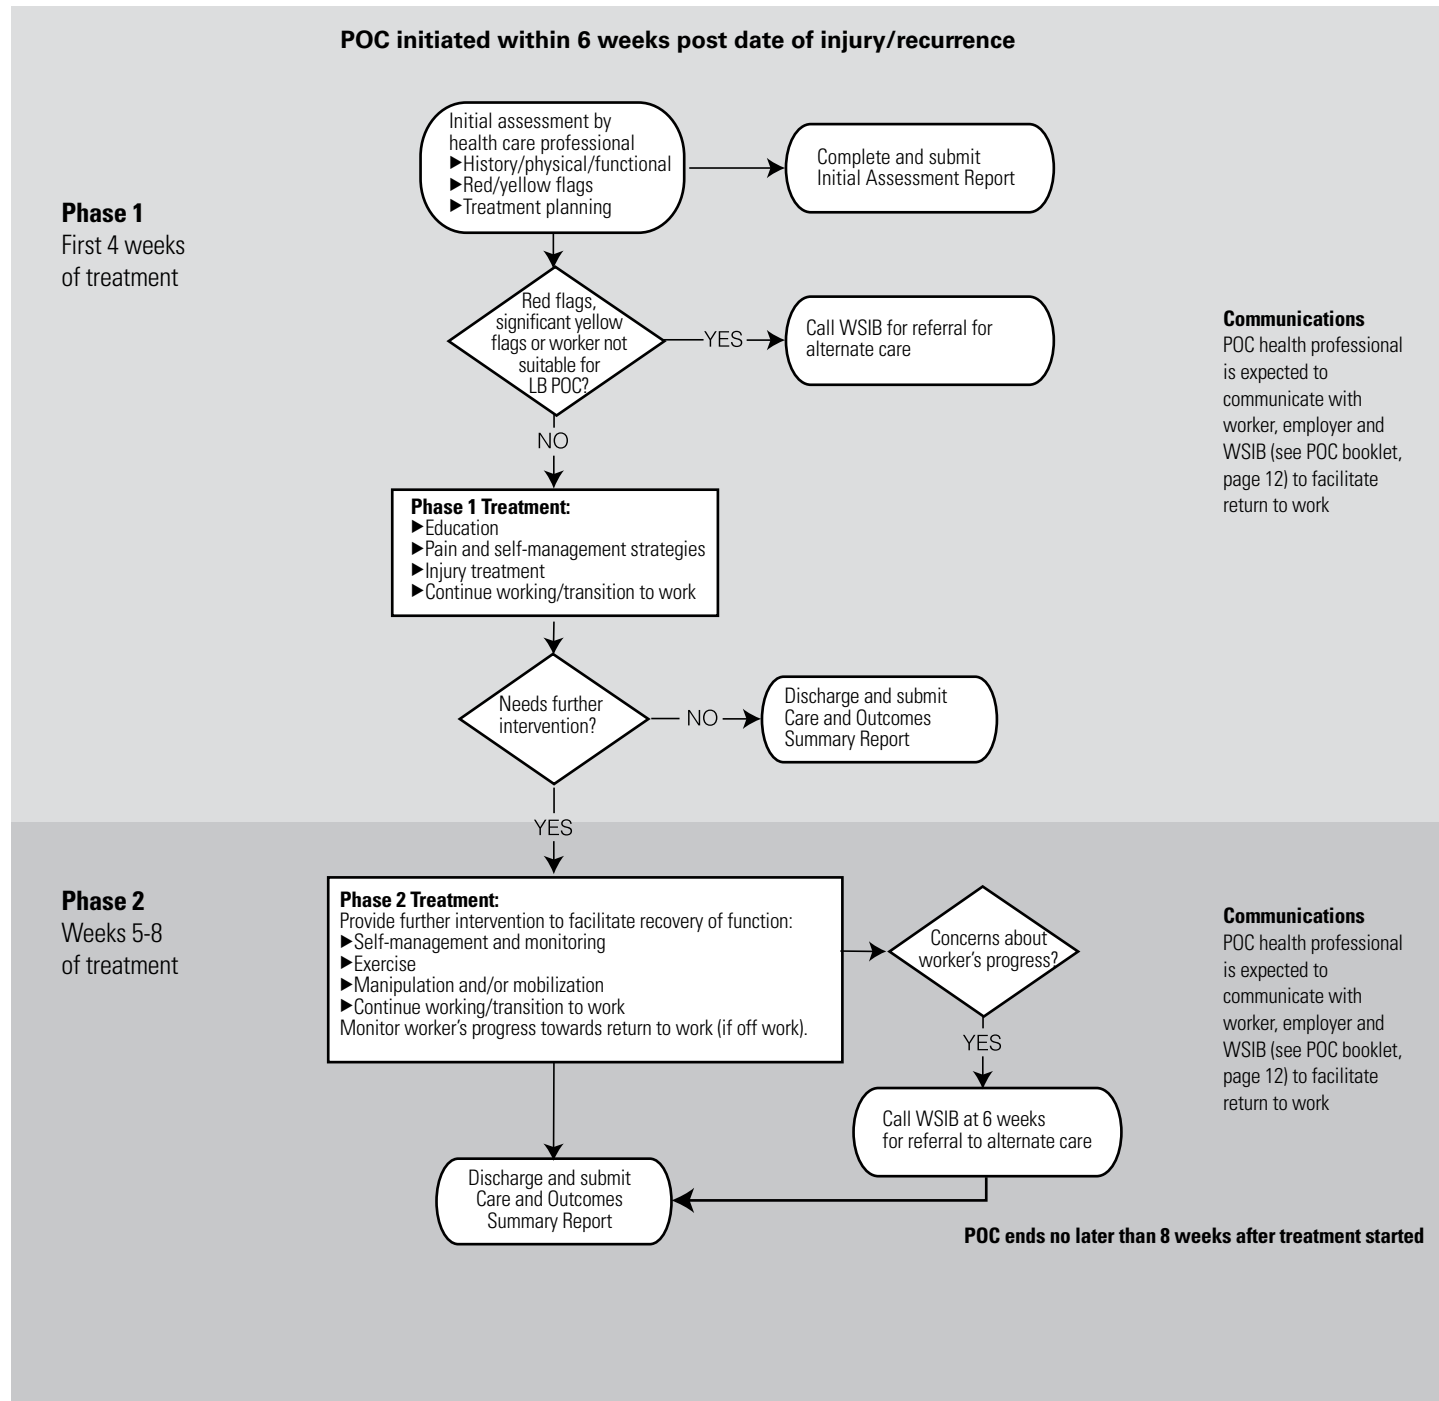 POC initiated within 6 weeks post date of injury/recurrence
Initial assessment by
health care professional
▶History/physical/functional
▶Red/yellow flags
▶Treatment planning
Complete and submit
Initial Assessment Report
Phase 1
First 4 weeks
of treatment
Red flags,
significant yellow
flags or worker not
suitable for
LB POC?
YES
Call WSIB for referral for
alternate care
Communications
POC health professional
is expected to
communicate with
worker, employer and
WSIB (see POC booklet,
page 12) to facilitate
return to work
NO
Phase 1 Treatment:
▶Education
▶Pain and self-management strategies
▶Injury treatment
▶Continue working/transition to work
Needs further
intervention?
NO
Discharge and submit
Care and Outcomes
Summary Report
YES
Phase 2
Weeks 5-8
of treatment
Phase 2 Treatment:
Provide further intervention to facilitate recovery of function:
▶Self-management and monitoring
▶Exercise
▶Manipulation and/or mobilization
▶Continue working/transition to work
Monitor worker's progress towards return to work (if off work).
Concerns about
worker's progress?
YES
Communications
POC health professional
is expected to
communicate with
worker, employer and
WSIB (see POC booklet,
page 12) to facilitate
return to work
Call WSIB at 6 weeks
for referral to alternate care
Discharge and submit
Care and Outcomes
Summary Report
POC ends no later than 8 weeks after treatment started